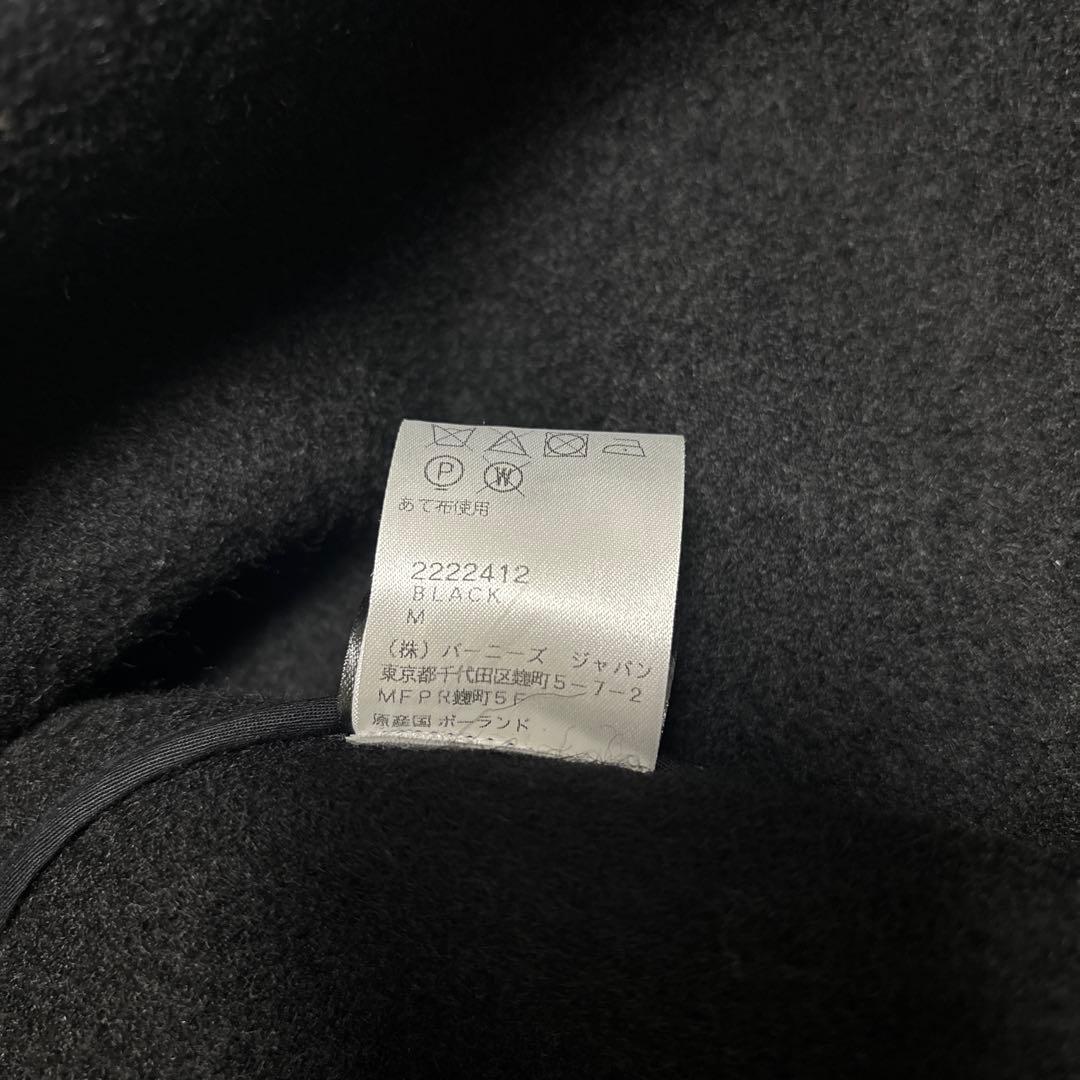 P W
あて布使用
2222412
BLACK
M
(株) バーニーズ ジャパン
東京都千代田区麹町5-7-2
MFPR麹町5F
原産国 ポーランド